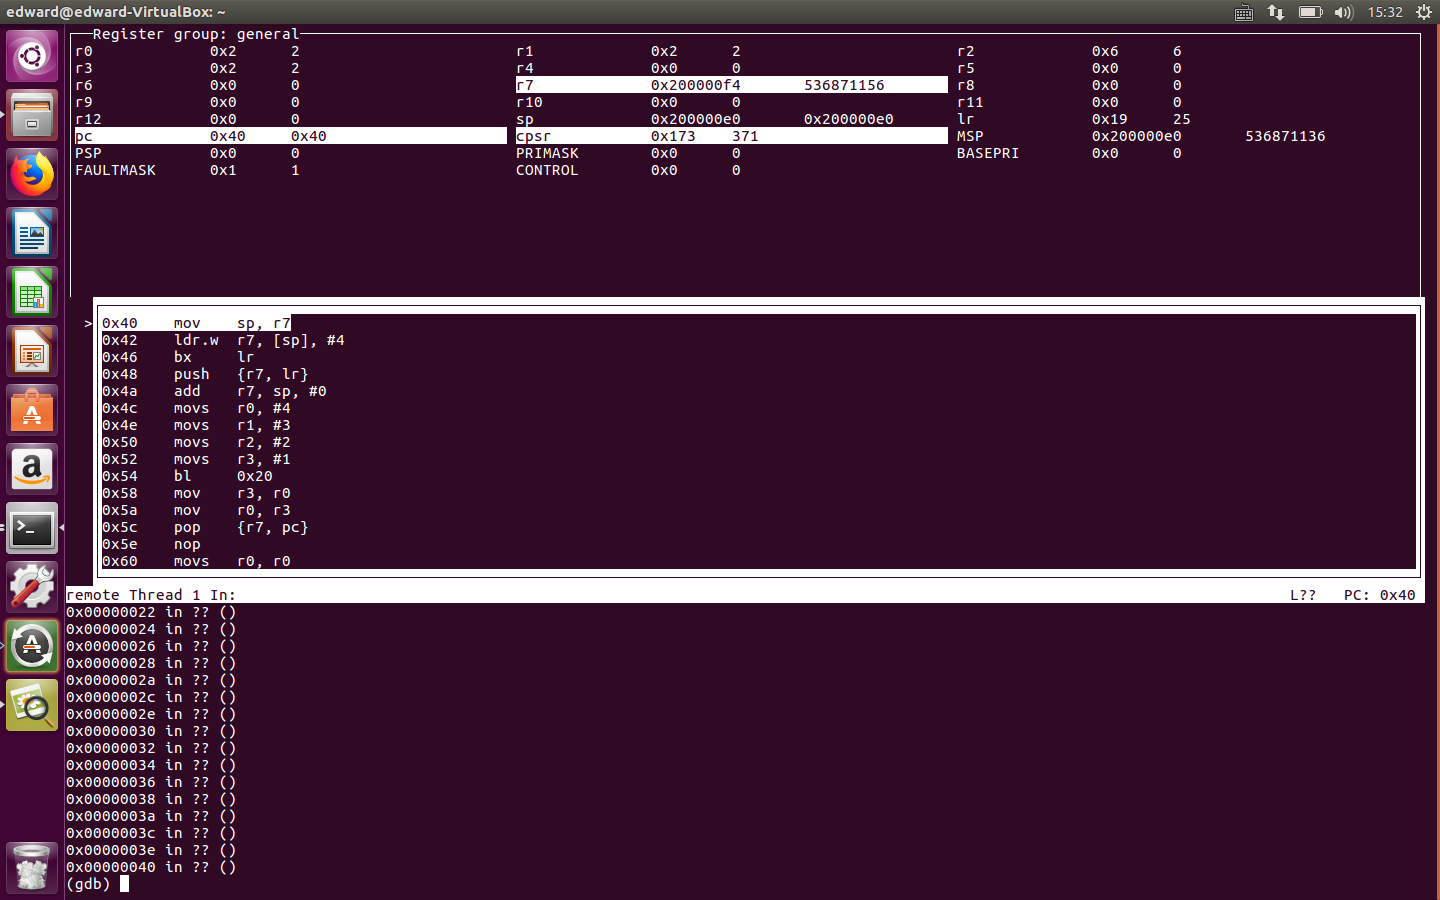 edward@edward-VirtualBox: ~ 15:32
Register group: general
r0 0x2 2 r1 0x2 2 r2 0x6 6
r3 0x2 2 r4 0x0 0 r5 0x0 0
r6 0x0 0 r7 0x200000f4 536871156 r8 0x0 0
r9 0x0 0 r10 0x0 0 r11 0x0 0
r12 0x0 0 sp 0x200000e0 0x200000e0 lr 0x19 25
pc 0x40 0x40 cpsr 0x173 371 MSP 0x200000e0 536871136
PSP 0x0 0 PRIMASK 0x0 0 BASEPRI 0x0 0
FAULTMASK 0x1 1 CONTROL 0x0 0
> 0x40 mov sp, r7
0x42 ldr.w r7, [sp], #4
0x46 bx lr
0x48 push {r7, lr}
0x4a add r7, sp, #0
0x4c movs r0, #4
0x4e movs r1, #3
0x50 movs r2, #2
0x52 movs r3, #1
0x54 bl 0x20
0x58 mov r3, r0
0x5a mov r0, r3
0x5c pop {r7, pc}
0x5e nop
0x60 movs r0, r0
remote Thread 1 In: L?? PC: 0x40
0x00000022 in ?? ()
0x00000024 in ?? ()
0x00000026 in ?? ()
0x00000028 in ?? ()
0x0000002a in ?? ()
0x0000002c in ?? ()
0x0000002e in ?? ()
0x00000030 in ?? ()
0x00000032 in ?? ()
0x00000034 in ?? ()
0x00000036 in ?? ()
0x00000038 in ?? ()
0x0000003a in ?? ()
0x0000003c in ?? ()
0x0000003e in ?? ()
0x00000040 in ?? ()
(gdb)